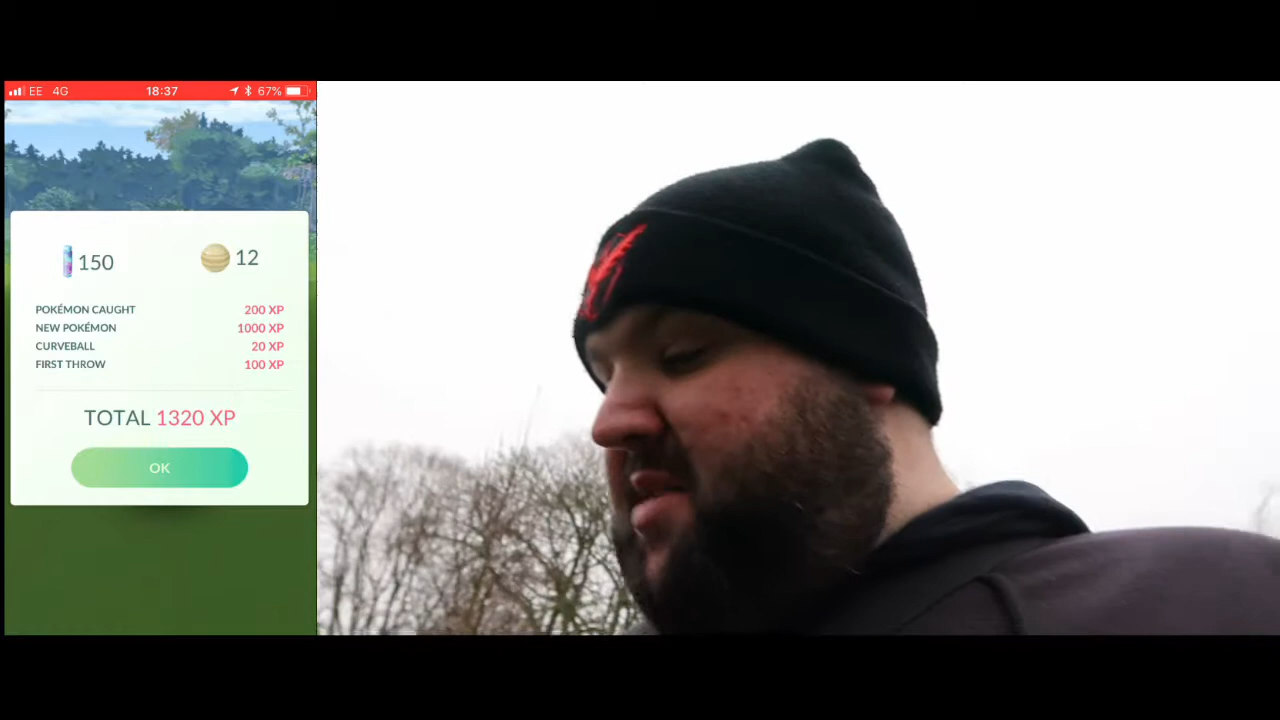 EE 4G 18:37 67%
150 12
POKÉMON CAUGHT 200 XP
NEW POKÉMON 1000 XP
CURVEBALL 20 XP
FIRST THROW 100 XP
TOTAL 1320 XP
OK